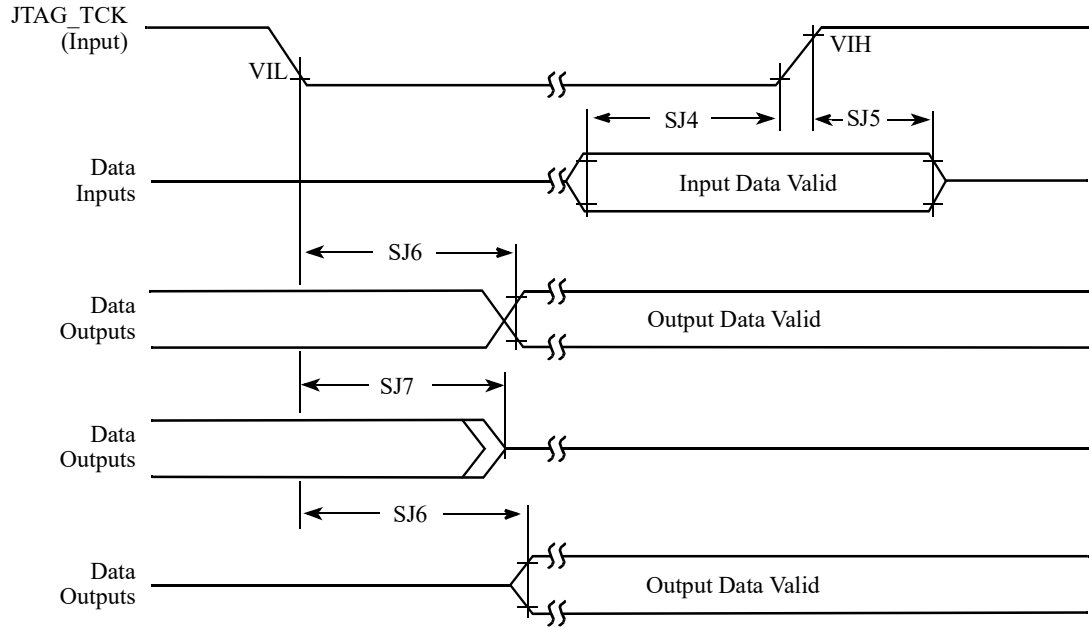 JTAG_TCK
(Input)
VIL
VIH
SJ4
SJ5
Data
Inputs
Input Data Valid
SJ6
Data
Outputs
Output Data Valid
SJ7
Data
Outputs
SJ6
Data
Outputs
Output Data Valid